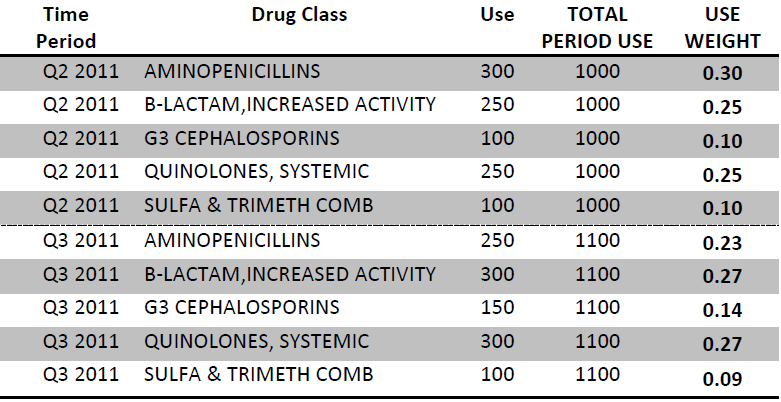 Time Drug Class Use TOTAL USE
Period PERIOD USE WEIGHT
Q2 2011 AMINOPENICILLINS 300 1000 0.30
Q2 2011 B-LACTAM,INCREASED ACTIVITY 250 1000 0.25
Q2 2011 G3 CEPHALOSPORINS 100 1000 0.10
Q2 2011 QUINOLONES, SYSTEMIC 250 1000 0.25
Q2 2011 SULFA & TRIMETH COMB 100 1000 0.10
Q3 2011 AMINOPENICILLINS 250 1100 0.23
Q3 2011 B-LACTAM,INCREASED ACTIVITY 300 1100 0.27
Q3 2011 G3 CEPHALOSPORINS 150 1100 0.14
Q3 2011 QUINOLONES, SYSTEMIC 300 1100 0.27
Q3 2011 SULFA & TRIMETH COMB 100 1100 0.09